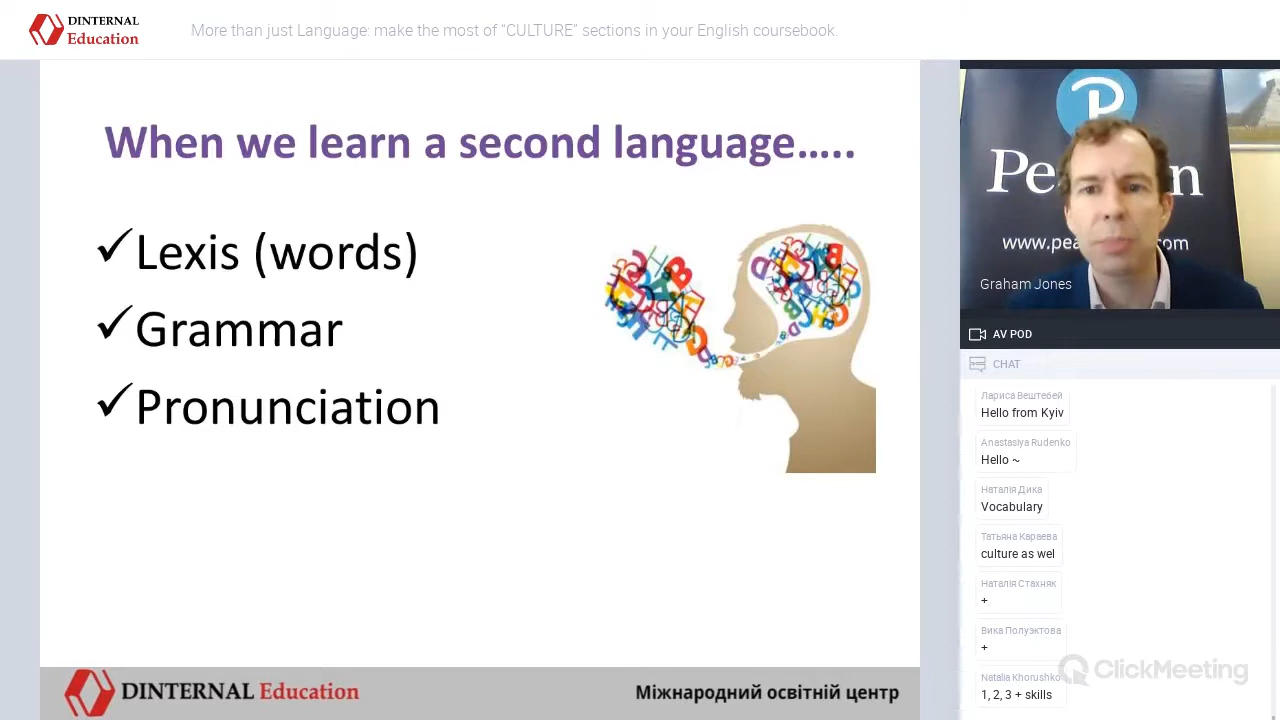 DINTERNAL
Education
More than just Language: make the most of “CULTURE” sections in your English coursebook.
When we learn a second language…..
✓Lexis (words)
✓Grammar
✓Pronunciation
DINTERNAL Education
Міжнародний освітній центр
Graham Jones
AV POD
CHAT
Лариса Вештебей
Hello from Kyiv
Anastasiya Rudenko
Hello ~
Наталія Дика
Vocabulary
Татьяна Караева
culture as wel
Наталія Стахняк
+
Вика Полуэктова
+
Natalia Khorushko
1, 2, 3 + skills
ClickMeeting